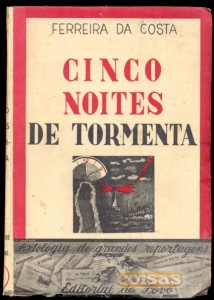 FERREIRA DA COSTA
CINCO
NOITES
DE TORMENTA
Antologia de grandes reportagens
coisas
Editorial do Povo